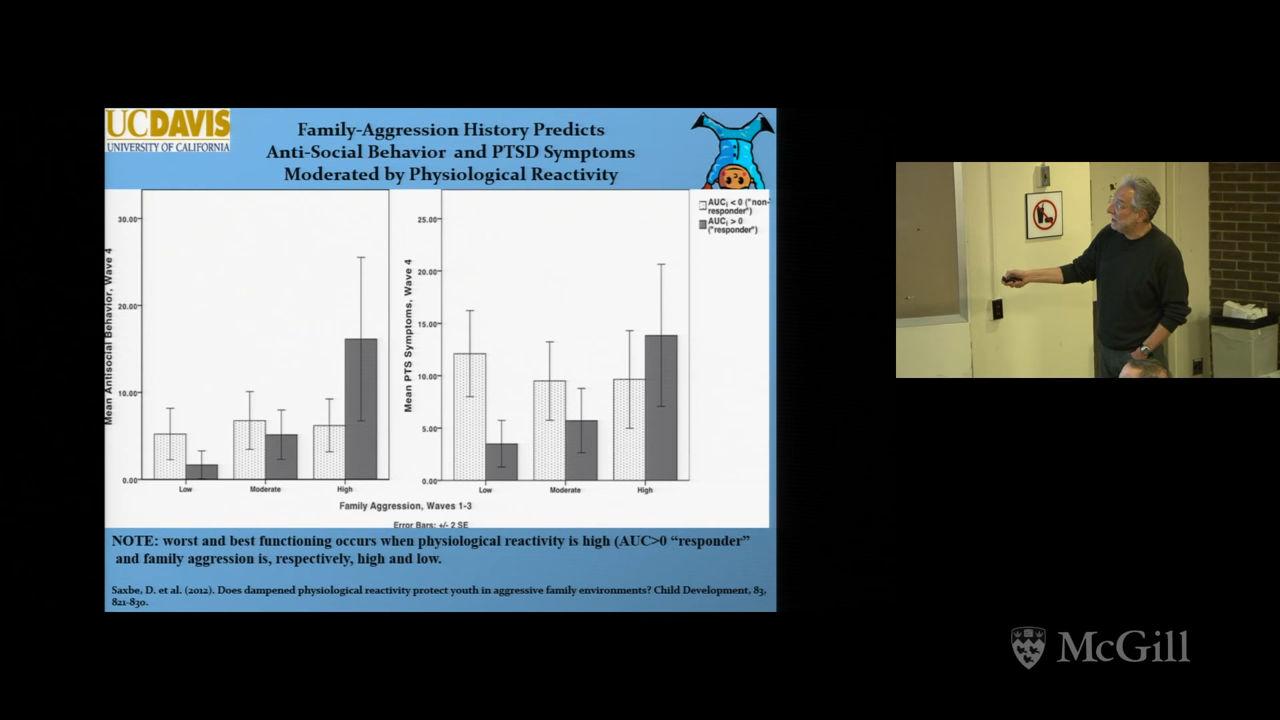 UCDAVIS
UNIVERSITY OF CALIFORNIA
Family-Aggression History Predicts
Anti-Social Behavior and PTSD Symptoms
Moderated by Physiological Reactivity
Mean Antisocial Behavior, Wave 4
30.00
20.00
10.00
0.00
Low
Moderate
High
Mean PTS Symptoms, Wave 4
25.00
20.00
15.00
10.00
5.00
0.00
Low
Moderate
High
AUCi < 0 ("non-
responder")
AUCi > 0
("responder")
Family Aggression, Waves 1-3
Error Bars: +/- 2 SE
NOTE: worst and best functioning occurs when physiological reactivity is high (AUC>0 “responder”
and family aggression is, respectively, high and low.
Saxbe, D. et al. (2012). Does dampened physiological reactivity protect youth in aggressive family environments? Child Development, 83,
821-830.
McGill